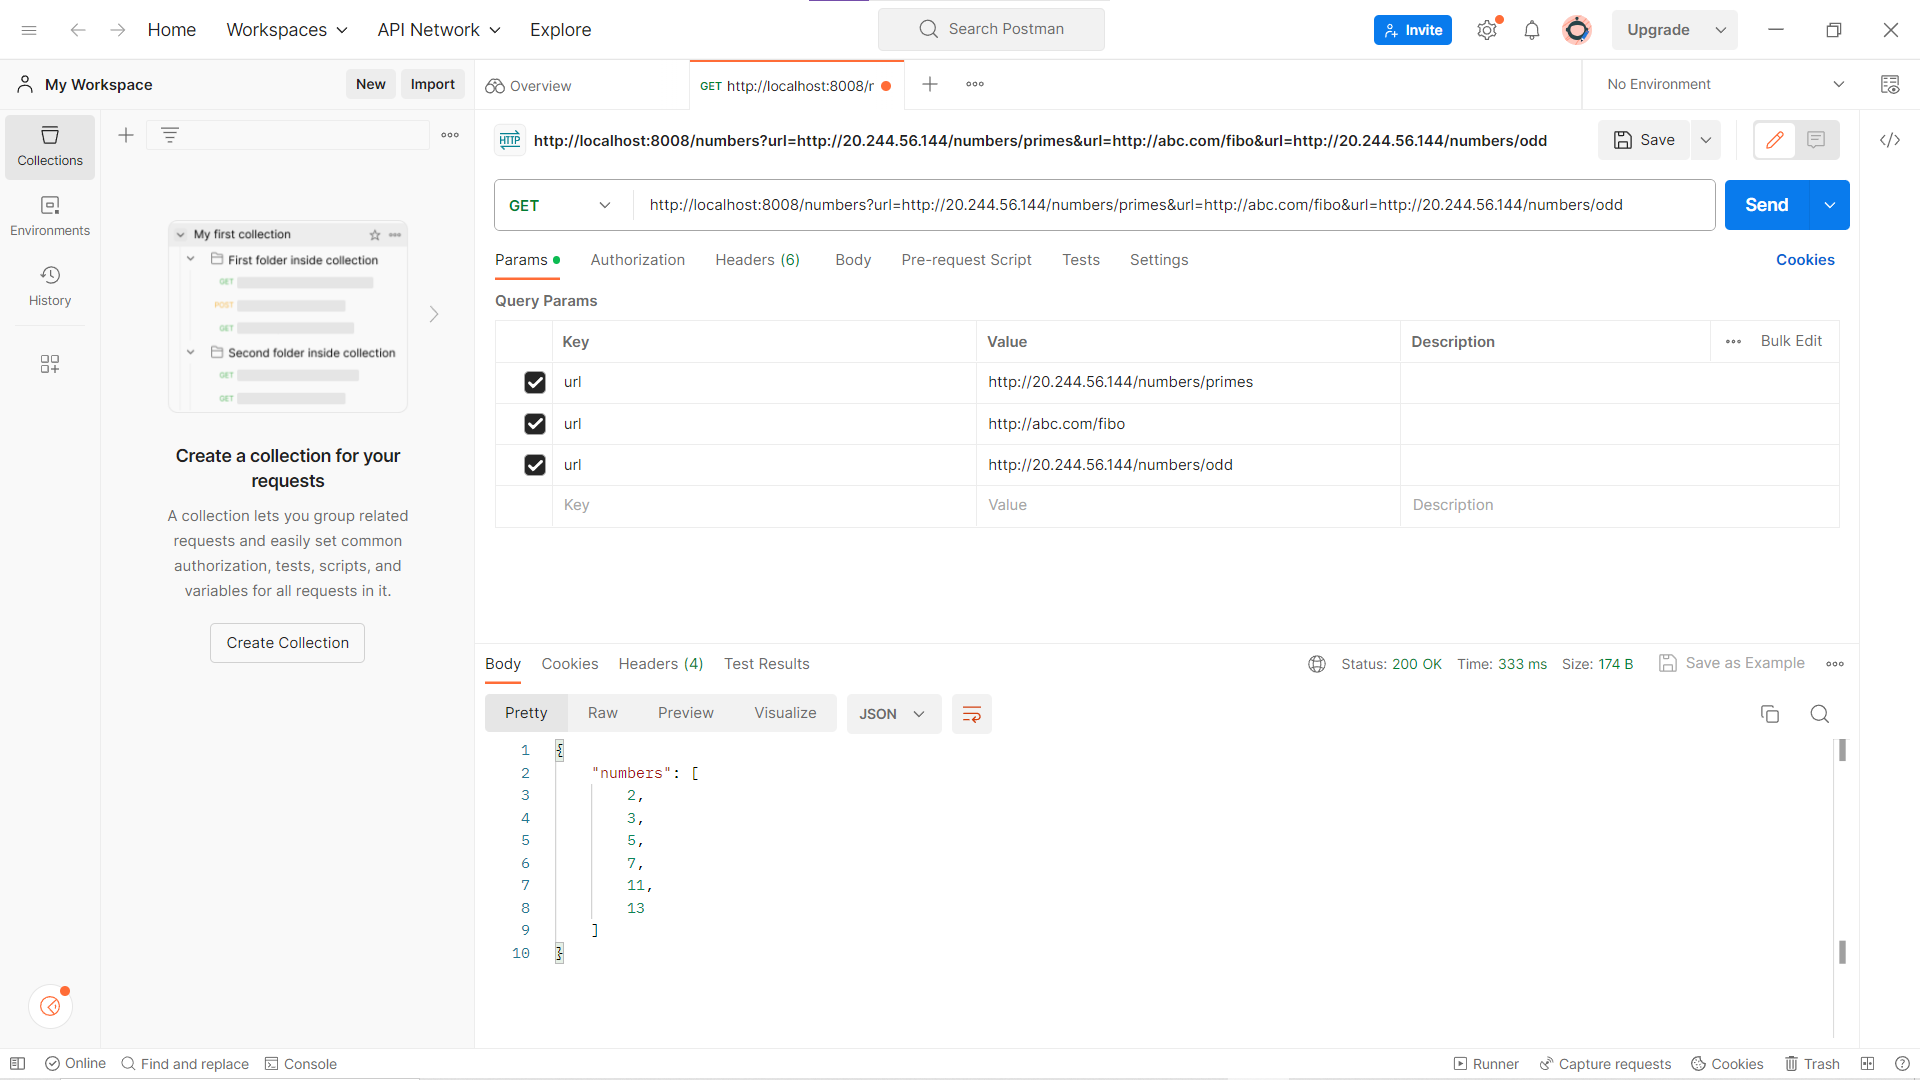 Home Workspaces API Network Explore Search Postman Invite Upgrade
My Workspace New Import Overview GET http://localhost:8008/r No Environment
Collections
Environments
History
My first collection
First folder inside collection
GET
POST
GET
Second folder inside collection
GET
GET
Create a collection for your
requests
A collection lets you group related
requests and easily set common
authorization, tests, scripts, and
variables for all requests in it.
Create Collection
HTTP http://localhost:8008/numbers?url=http://20.244.56.144/numbers/primes&url=http://abc.com/fibo&url=http://20.244.56.144/numbers/odd Save
GET http://localhost:8008/numbers?url=http://20.244.56.144/numbers/primes&url=http://abc.com/fibo&url=http://20.244.56.144/numbers/odd Send
Params Authorization Headers (6) Body Pre-request Script Tests Settings Cookies
Query Params
Key Value Description Bulk Edit
url http://20.244.56.144/numbers/primes
url http://abc.com/fibo
url http://20.244.56.144/numbers/odd
Key Value Description
Body Cookies Headers (4) Test Results Status: 200 OK Time: 333 ms Size: 174 B Save as Example
Pretty Raw Preview Visualize JSON
1 {
2 "numbers": [
3 2,
4 3,
5 5,
6 7,
7 11,
8 13
9 ]
10 }
Online Find and replace Console Runner Capture requests Cookies Trash